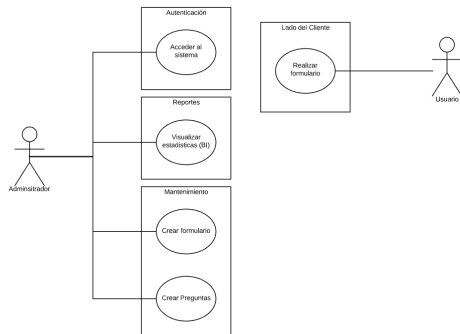 Autenticación
Acceder al
sistema
Lado del Cliente
Realizar
formulario
Usuario
Reportes
Visualizar
estadísticas (BI)
Adminsitrador
Mantenimiento
Crear formulario
Crear Preguntas